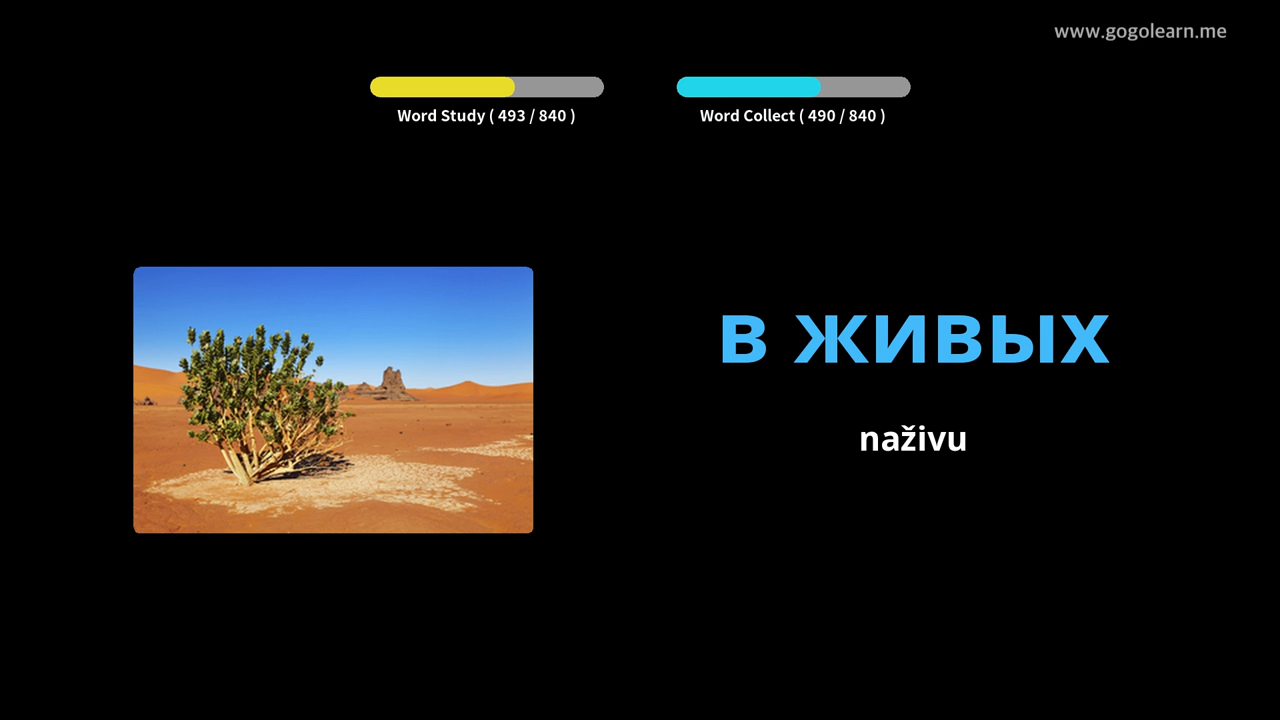 www.gogolearn.me
Word Study ( 493 / 840 )
Word Collect ( 490 / 840 )
в живых
naživu